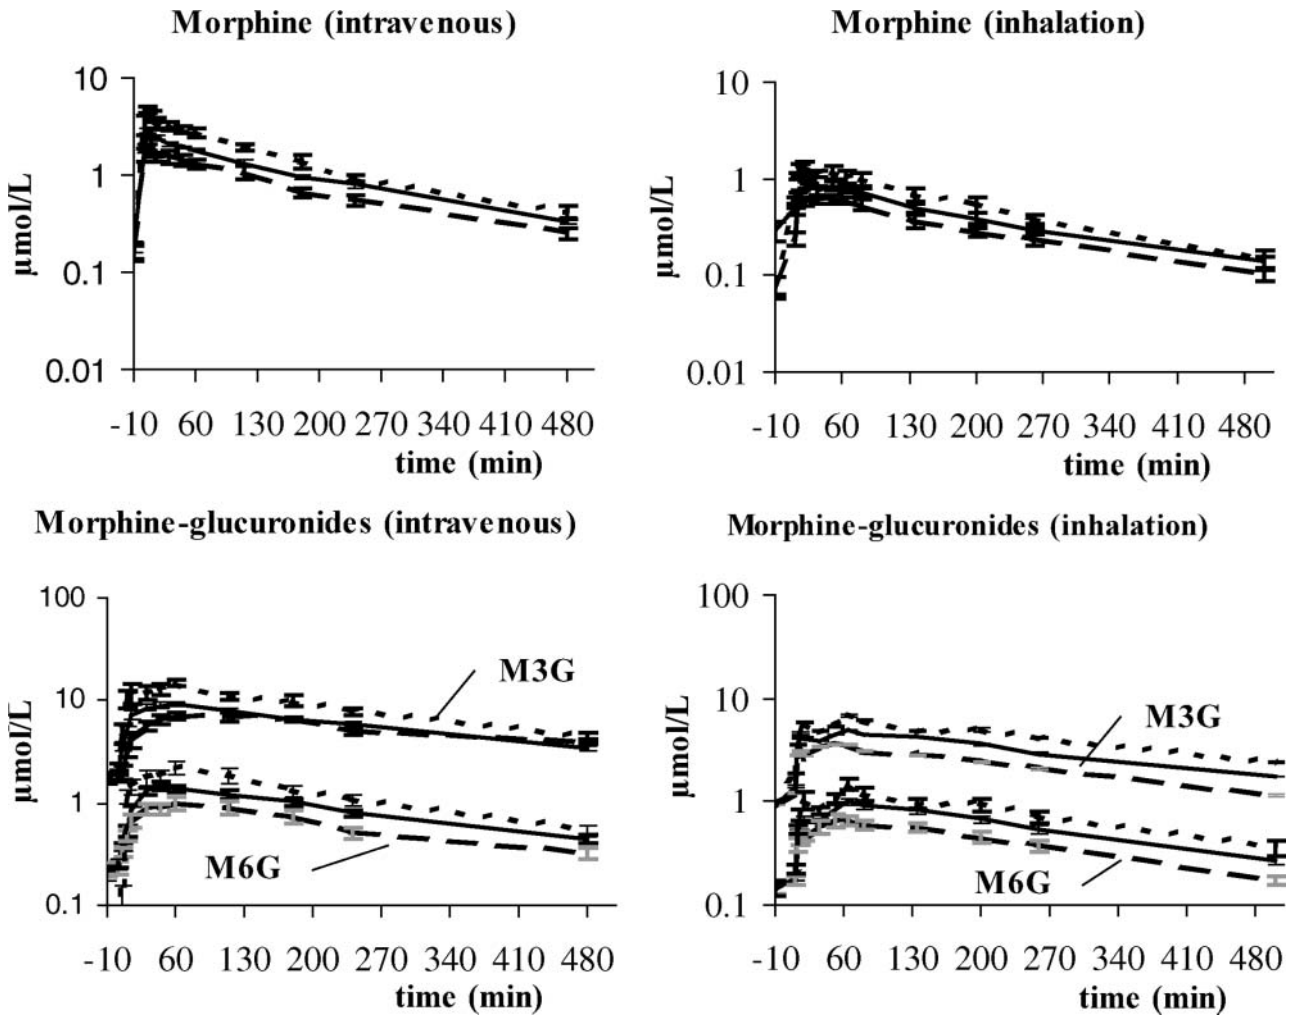 Morphine (intravenous)
10
1
0.1
0.01
µmol/L
-10 60 130 200 270 340 410 480
time (min)
Morphine (inhalation)
10
1
0.1
0.01
µmol/L
-10 60 130 200 270 340 410 480
time (min)
Morphine-glucuronides (intravenous)
100
10
1
0.1
µmol/L
M3G
M6G
-10 60 130 200 270 340 410 480
time (min)
Morphine-glucuronides (inhalation)
100
10
1
0.1
µmol/L
M3G
M6G
-10 60 130 200 270 340 410 480
time (min)